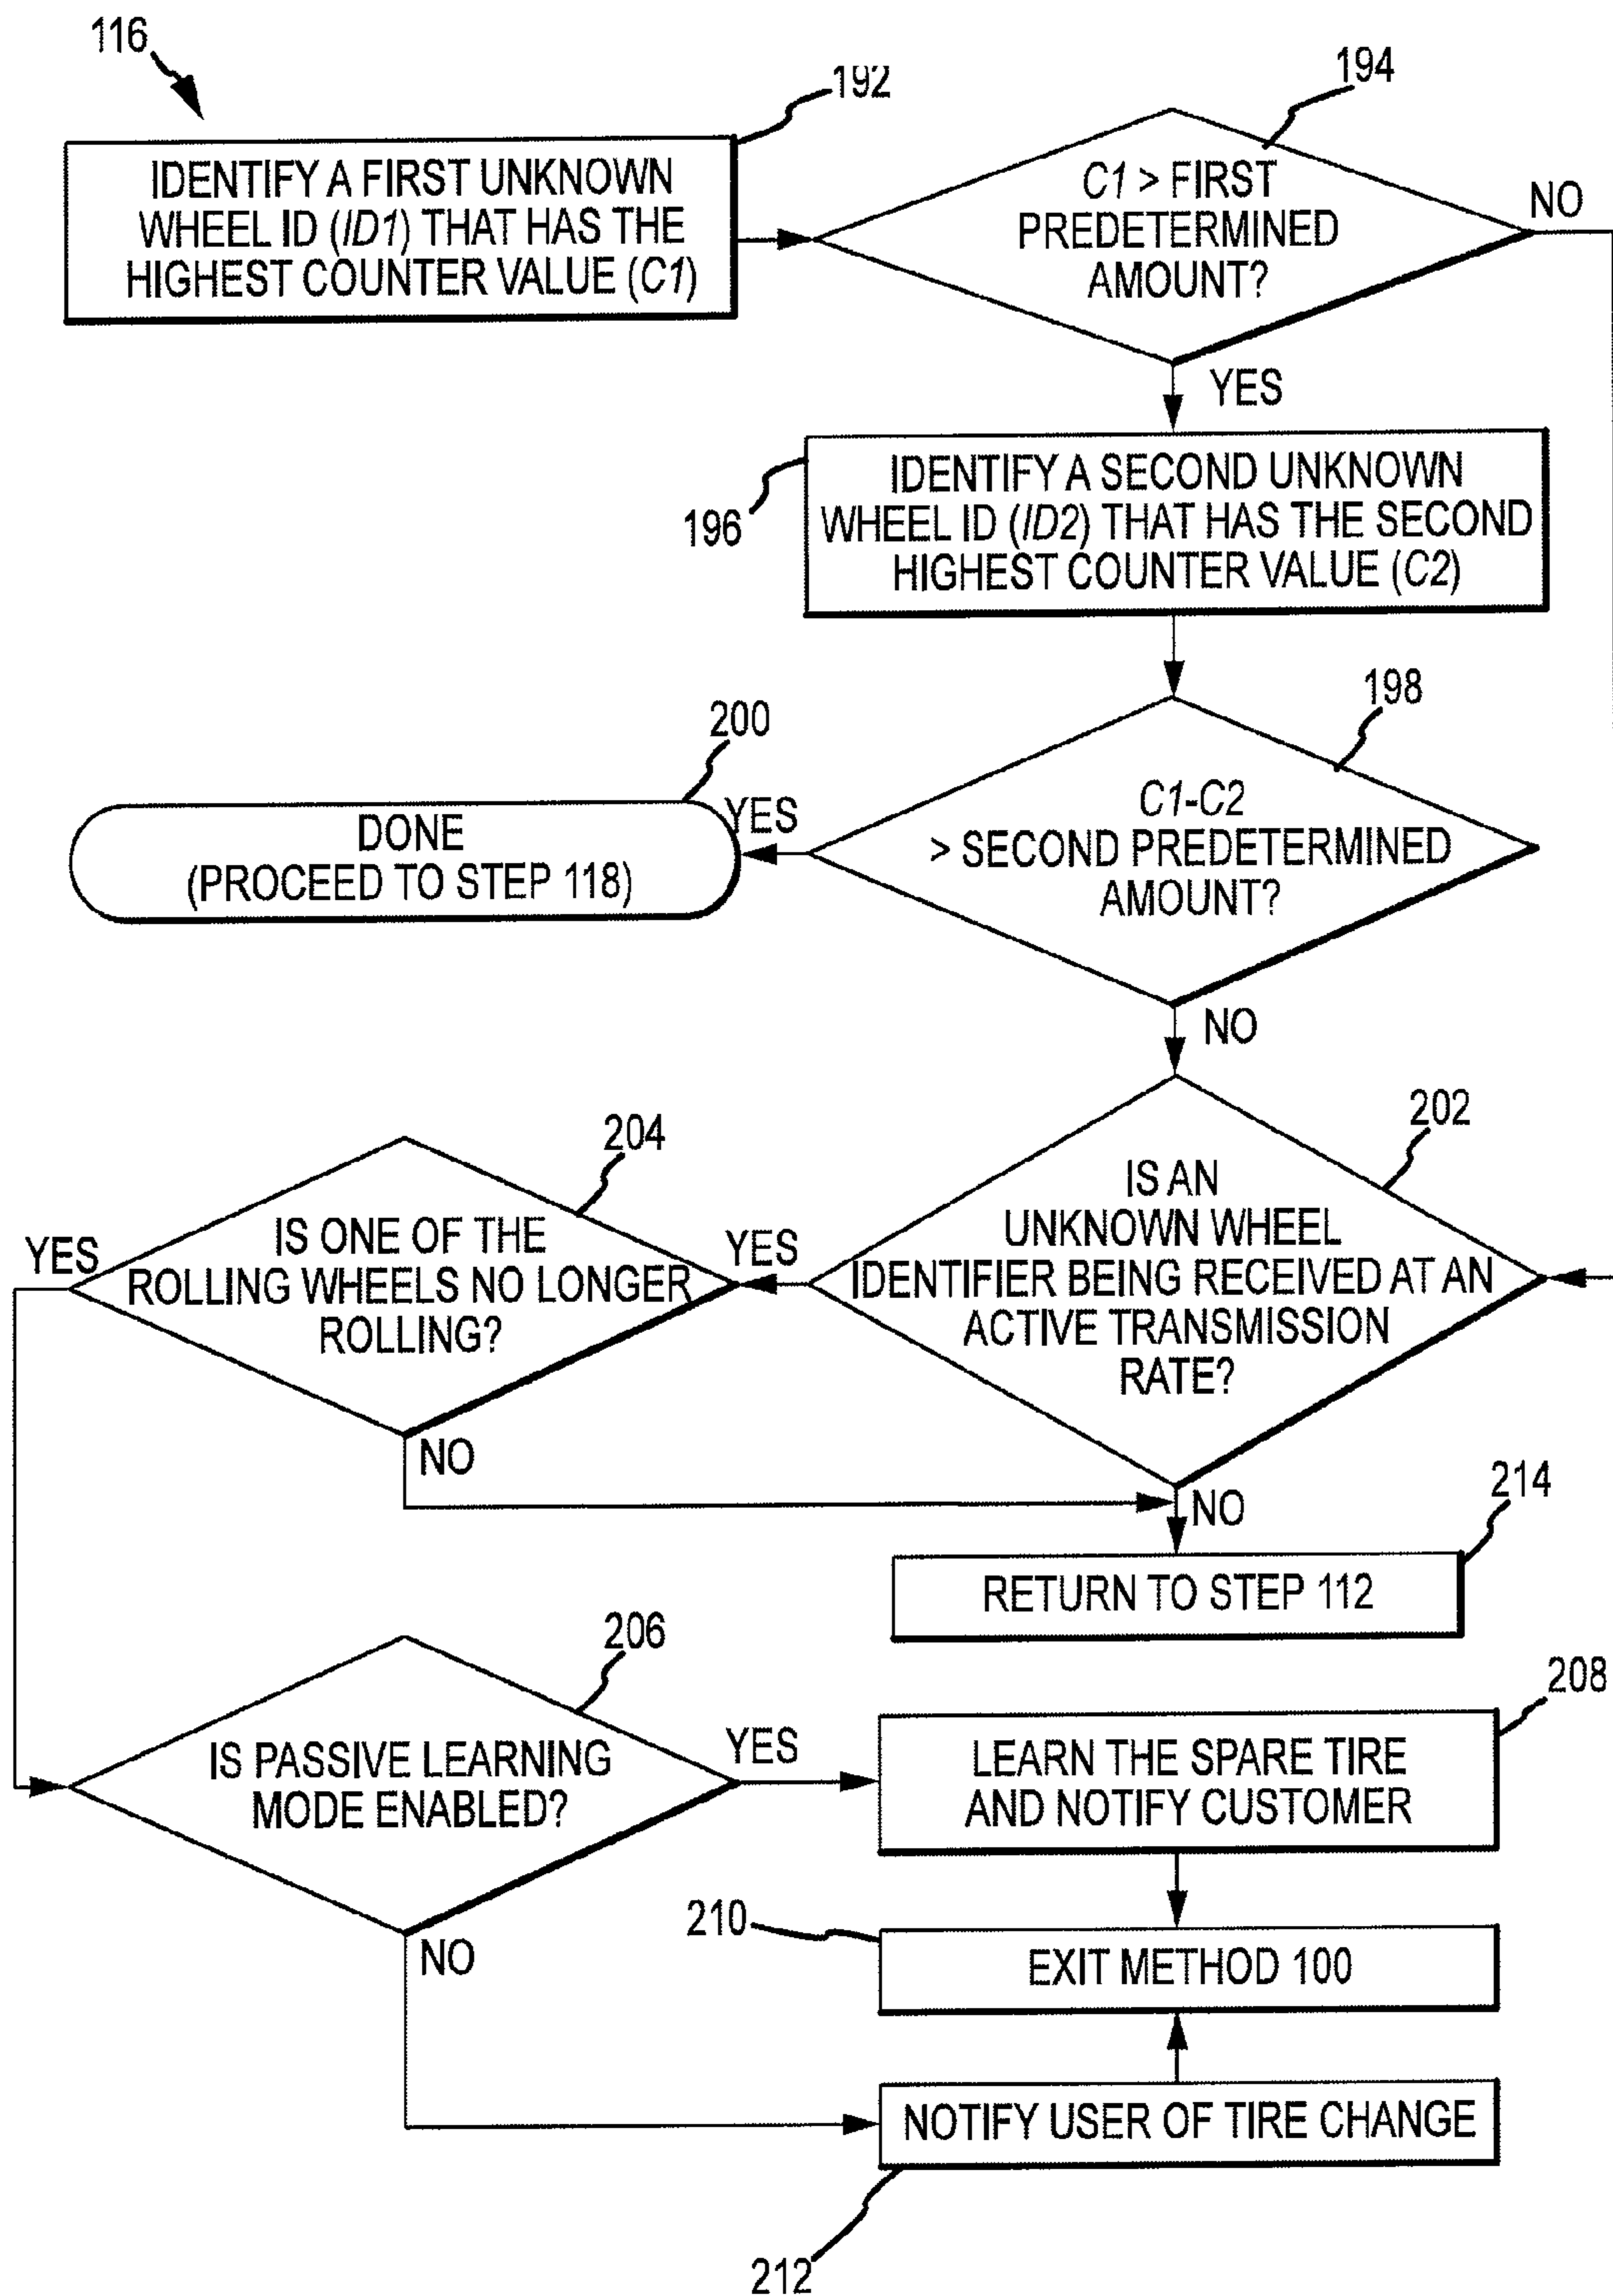 116
192
IDENTIFY A FIRST UNKNOWN
WHEEL ID (ID1) THAT HAS THE
HIGHEST COUNTER VALUE (C1)
194
C1 > FIRST
PREDETERMINED
AMOUNT?
NO
YES
196
IDENTIFY A SECOND UNKNOWN
WHEEL ID (ID2) THAT HAS THE SECOND
HIGHEST COUNTER VALUE (C2)
198
C1-C2
> SECOND PREDETERMINED
AMOUNT?
YES
200
DONE
(PROCEED TO STEP 118)
NO
202
IS AN
UNKNOWN WHEEL
IDENTIFIER BEING RECEIVED AT AN
ACTIVE TRANSMISSION
RATE?
YES
204
IS ONE OF THE
ROLLING WHEELS NO LONGER
ROLLING?
YES
NO
NO
214
RETURN TO STEP 112
206
IS PASSIVE LEARNING
MODE ENABLED?
YES
208
LEARN THE SPARE TIRE
AND NOTIFY CUSTOMER
NO
210
EXIT METHOD 100
NOTIFY USER OF TIRE CHANGE
212